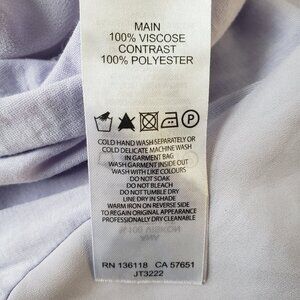 MAIN
100% VISCOSE
CONTRAST
100% POLYESTER
COLD HAND WASH SEPARATELY OR
COLD DELICATE MACHINE WASH
IN GARMENT BAG
WASH GARMENT INSIDE OUT
WASH WITH LIKE COLOURS
DO NOT SOAK
DO NOT BLEACH
DO NOT TUMBLE DRY
LINE DRY IN SHADE
WARM IRON ON REVERSE SIDE
TO REGAIN ORIGINAL APPEARANCE
PROFESSIONALLY DRY CLEANABLE
RN 136118 CA 57651
JT3222